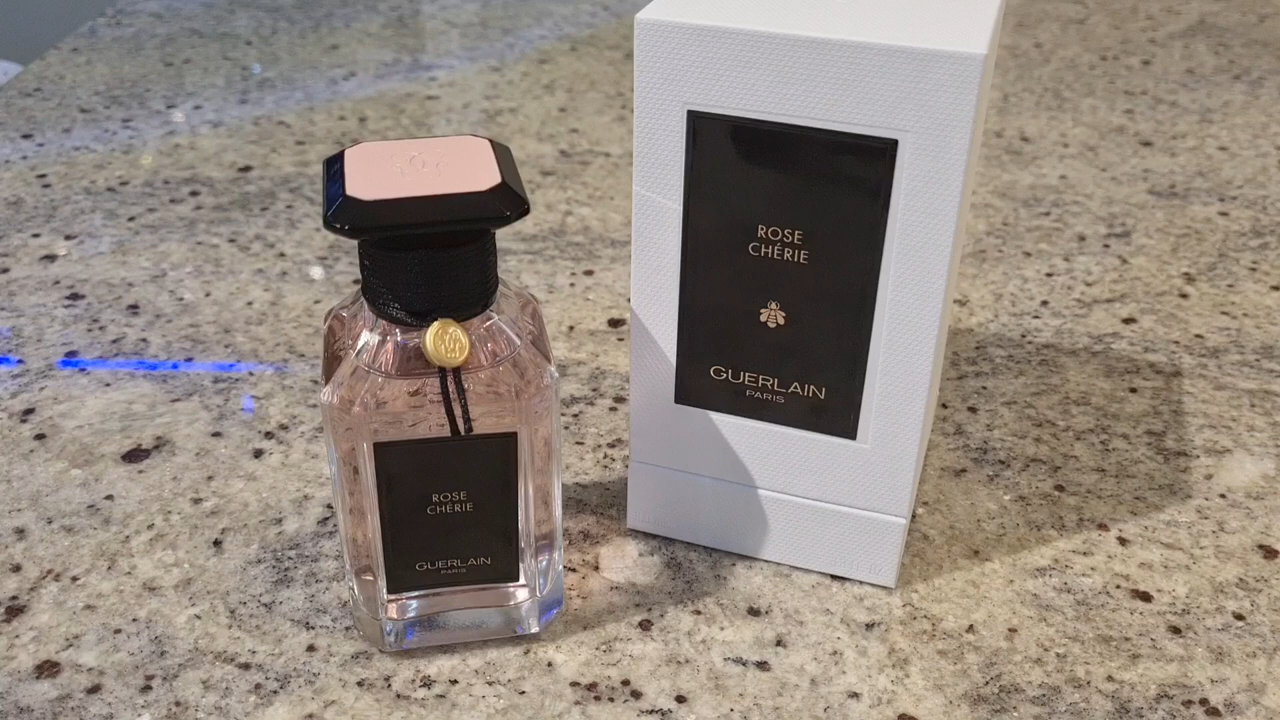 ROSE
CHÉRIE
GUERLAIN
PARIS
ROSE
CHÉRIE
GUERLAIN
PARIS